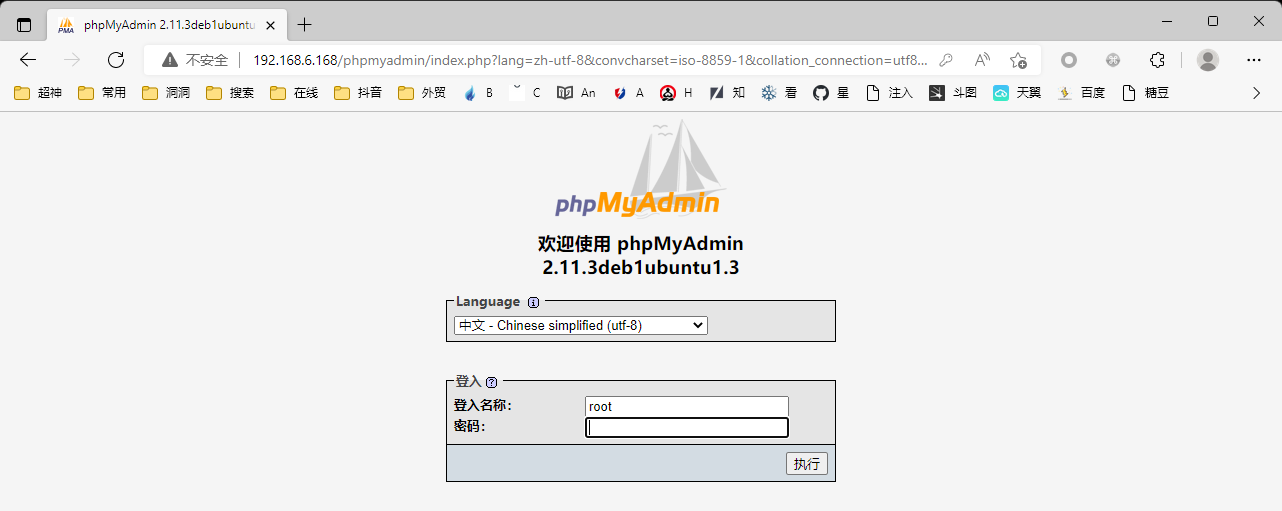 phpMyAdmin 2.11.3deb1ubuntu
不安全 192.168.6.168/phpmyadmin/index.php?lang=zh-utf-8&convcharset=iso-8859-1&collation_connection=utf8...
超神 常用 洞洞 搜索 在线 抖音 外贸 B C An A H 知 看 星 注入 斗图 天翼 百度 糖豆
phpMyAdmin
欢迎使用 phpMyAdmin
2.11.3deb1ubuntu1.3
Language
中文 - Chinese simplified (utf-8)
登入
登入名称: root
密码:
执行